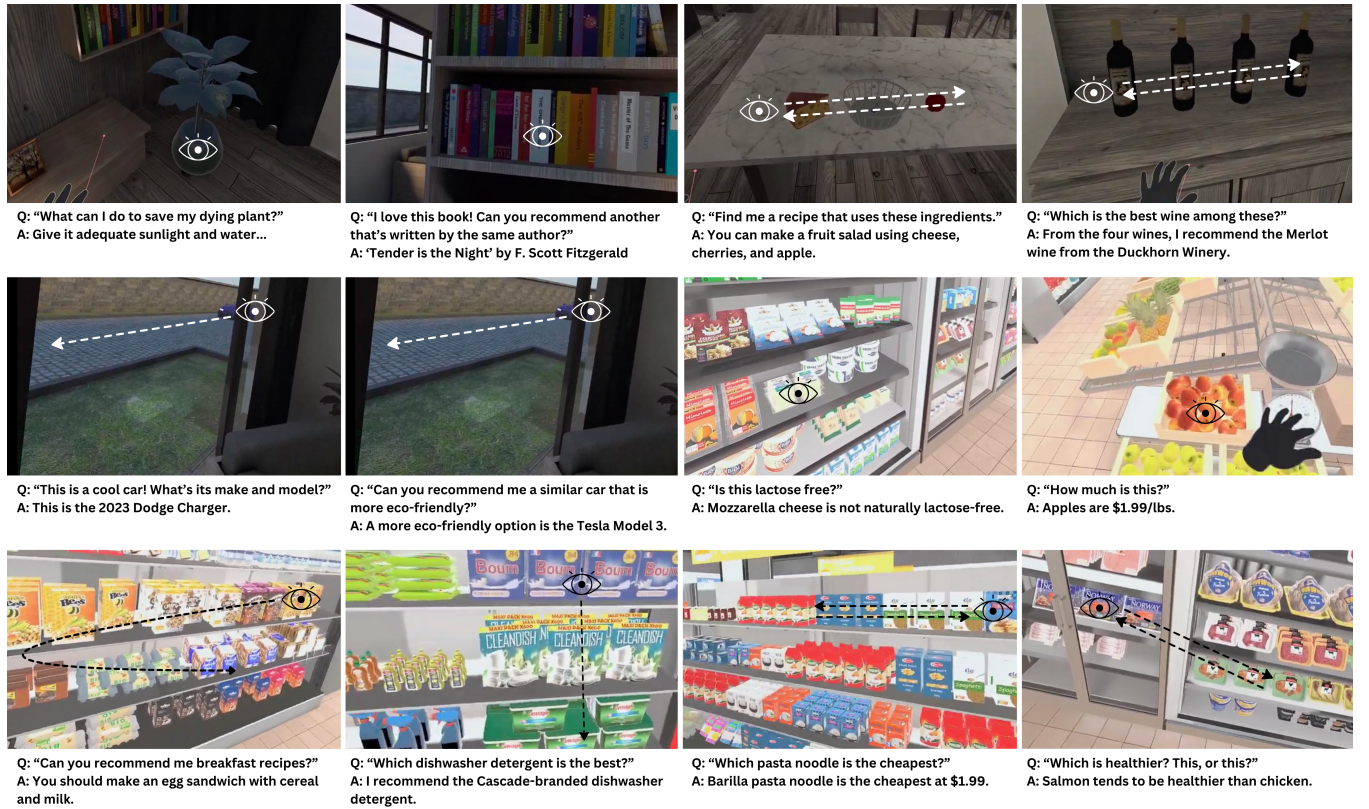 Q: “What can I do to save my dying plant?”
A: Give it adequate sunlight and water...
Q: “I love this book! Can you recommend another
that’s written by the same author?”
A: ‘Tender is the Night’ by F. Scott Fitzgerald
Q: “Find me a recipe that uses these ingredients.”
A: You can make a fruit salad using cheese,
cherries, and apple.
Q: “Which is the best wine among these?”
A: From the four wines, I recommend the Merlot
wine from the Duckhorn Winery.
Q: “This is a cool car! What’s its make and model?”
A: This is the 2023 Dodge Charger.
Q: “Can you recommend me a similar car that is
more eco-friendly?”
A: A more eco-friendly option is the Tesla Model 3.
Q: “Is this lactose free?”
A: Mozzarella cheese is not naturally lactose-free.
Q: “How much is this?”
A: Apples are $1.99/lbs.
Boum
Boum
Boum
MAXI PACK
CLEANDISH
CLEANDISH
NORWAY
Q: “Can you recommend me breakfast recipes?”
A: You should make an egg sandwich with cereal
and milk.
Q: “Which dishwasher detergent is the best?”
A: I recommend the Cascade-branded dishwasher
detergent.
Q: “Which pasta noodle is the cheapest?”
A: Barilla pasta noodle is the cheapest at $1.99.
Q: “Which is healthier? This, or this?”
A: Salmon tends to be healthier than chicken.